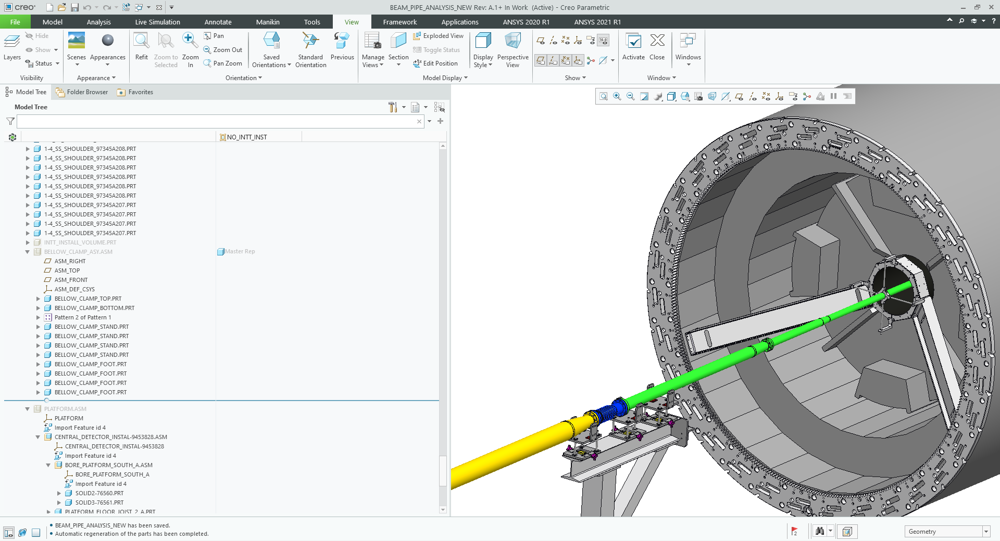 creo
BEAM_PIPE_ANALYSIS_NEW Rev: A.1+ In Work (Active) - Creo Parametric
File Model Analysis Live Simulation Annotate Manikin Tools View Framework Applications ANSYS 2020 R1 ANSYS 2021 R1
Layers
Hide
Show
Status
Visibility
Scenes
Appearances
Appearance
Refit
Zoom to Selected
Zoom In
Pan
Zoom Out
Pan Zoom
Saved Orientations
Standard Orientation
Previous
Orientation
Manage Views
Section
Exploded View
Toggle Status
Edit Position
Model Display
Display Style
Perspective View
10.0
Show
Activate
Close
Windows
Window
Model Tree Folder Browser Favorites
Model Tree
NO_INTT_INST
1-4_SS_SHOULDER_97345A208.PRT
1-4_SS_SHOULDER_97345A208.PRT
1-4_SS_SHOULDER_97345A208.PRT
1-4_SS_SHOULDER_97345A208.PRT
1-4_SS_SHOULDER_97345A208.PRT
1-4_SS_SHOULDER_97345A208.PRT
1-4_SS_SHOULDER_97345A207.PRT
1-4_SS_SHOULDER_97345A207.PRT
1-4_SS_SHOULDER_97345A207.PRT
1-4_SS_SHOULDER_97345A207.PRT
INTT_INSTALL_VOLUME.PRT
BELLOW_CLAMP_ASY.ASM Master Rep
ASM_RIGHT
ASM_TOP
ASM_FRONT
ASM_DEF_CSYS
BELLOW_CLAMP_TOP.PRT
BELLOW_CLAMP_BOTTOM.PRT
Pattern 2 of Pattern 1
BELLOW_CLAMP_STAND.PRT
BELLOW_CLAMP_STAND.PRT
BELLOW_CLAMP_STAND.PRT
BELLOW_CLAMP_STAND.PRT
BELLOW_CLAMP_FOOT.PRT
BELLOW_CLAMP_FOOT.PRT
BELLOW_CLAMP_FOOT.PRT
BELLOW_CLAMP_FOOT.PRT
PLATFORM.ASM
PLATFORM
Import Feature id 4
CENTRAL_DETECTOR_INSTAL-9453828.ASM
CENTRAL_DETECTOR_INSTAL-9453828
Import Feature id 4
BORE_PLATFORM_SOUTH_A.ASM
BORE_PLATFORM_SOUTH_A
Import Feature id 4
SOLID2-76560.PRT
SOLID3-76561.PRT
PLATFORM_FLOOR_JOIST_2_A.PRT
• BEAM_PIPE_ANALYSIS_NEW has been saved.
• Automatic regeneration of the parts has been completed.
2
Geometry